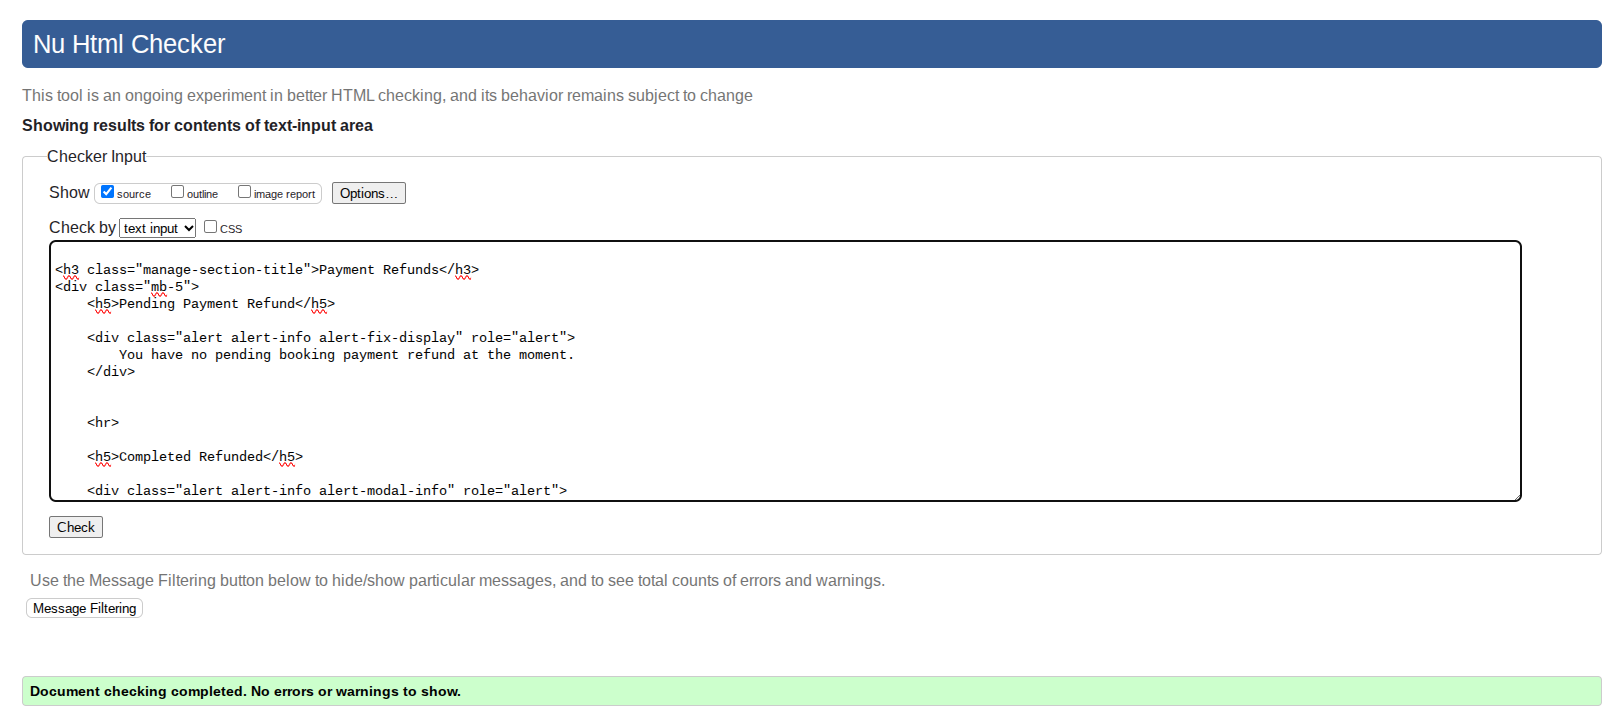 Nu Html Checker
This tool is an ongoing experiment in better HTML checking, and its behavior remains subject to change
Showing results for contents of text-input area
Checker Input
Show source outline image report Options...
Check by text input CSS
<h3 class="manage-section-title">Payment Refunds</h3>
<div class="mb-5">
    <h5>Pending Payment Refund</h5>
    <div class="alert alert-info alert-fix-display" role="alert">
        You have no pending booking payment refund at the moment.
    </div>
    <hr>
    <h5>Completed Refunded</h5>
    <div class="alert alert-info alert-modal-info" role="alert">
Check
Use the Message Filtering button below to hide/show particular messages, and to see total counts of errors and warnings.
Message Filtering
Document checking completed. No errors or warnings to show.